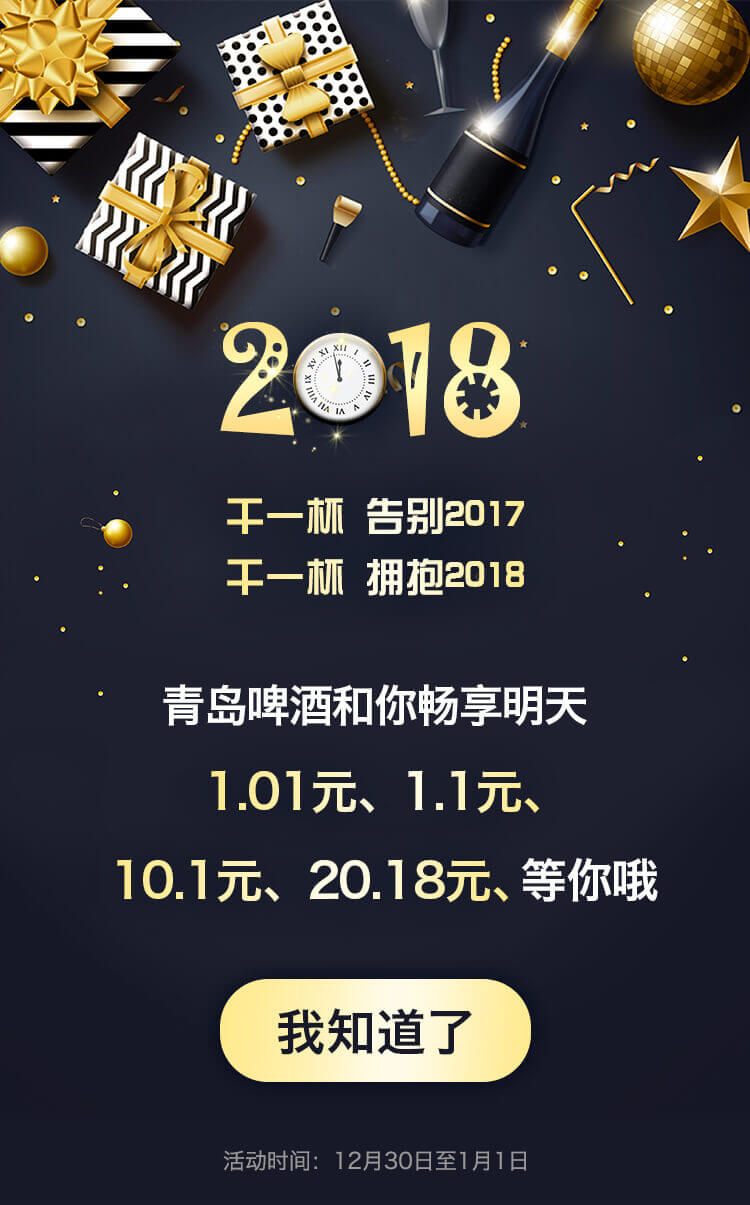 2018
干一杯 告别2017
干一杯 拥抱2018
青岛啤酒和你畅享明天
1.01元、1.1元、
10.1元、20.18元、等你哦
我知道了
活动时间：12月30日至1月1日